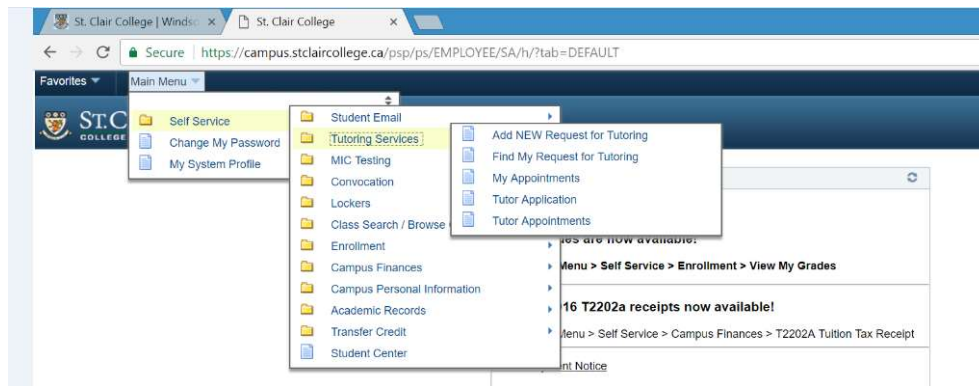 St. Clair College | Windso
St. Clair College
Secure https://campus.stclaircollege.ca/psp/ps/EMPLOYEE/SA/h/?tab=DEFAULT
Favorites
Main Menu
ST.C
COLLEGE
Self Service
Change My Password
My System Profile
Student Email
Tutoring Services
MIC Testing
Convocation
Lockers
Class Search / Browse
Enrollment
Campus Finances
Campus Personal Information
Academic Records
Transfer Credit
Student Center
Add NEW Request for Tutoring
Find My Request for Tutoring
My Appointments
Tutor Application
Tutor Appointments
are now available!
Menu > Self Service > Enrollment > View My Grades
16 T2202a receipts now available!
Menu > Self Service > Campus Finances > T2202A Tuition Tax Receipt
Notice